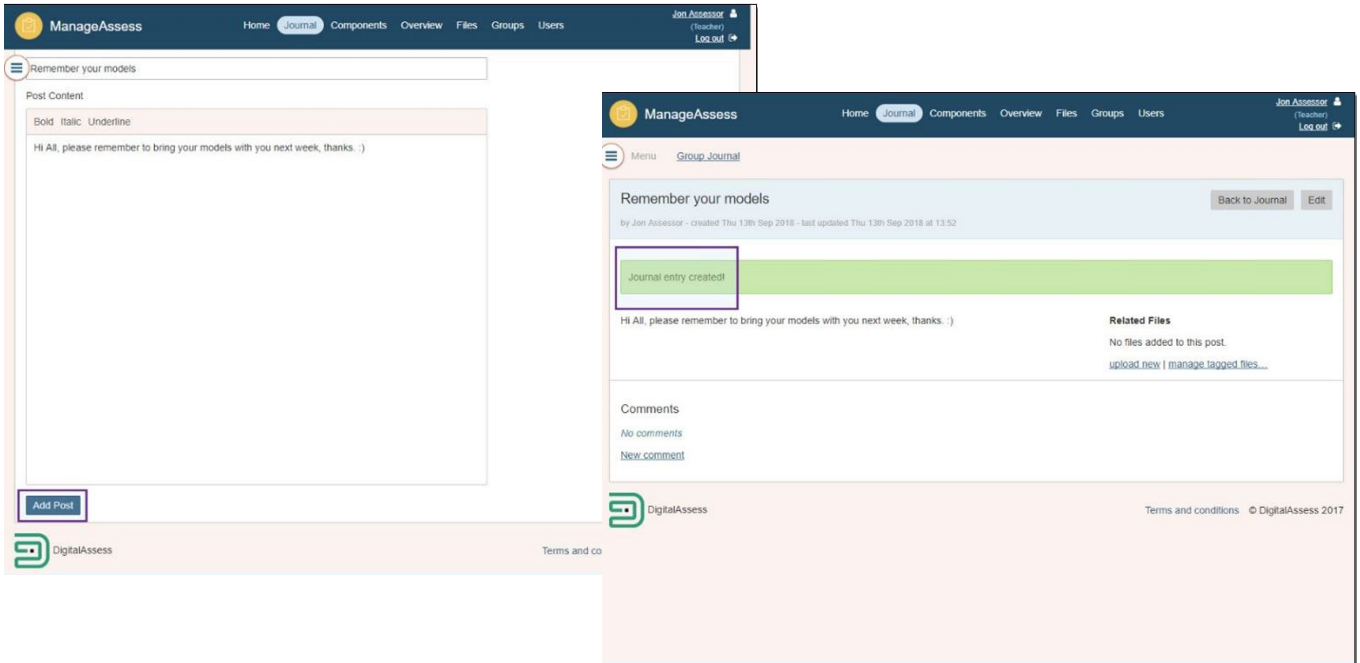 ManageAssess
Home Journal Components Overview Files Groups Users
Jon Assessor
(Teacher)
Log out
Remember your models
Post Content
Bold Italic Underline
Hi All, please remember to bring your models with you next week, thanks. :)
Add Post
DigitalAssess
Terms and co
ManageAssess
Home Journal Components Overview Files Groups Users
Jon Assessor
(Teacher)
Log out
Menu Group Journal
Remember your models
Back to Journal Edit
by Jon Assessor - created Thu 13th Sep 2018 - last updated Thu 13th Sep 2018 at 13:52
Journal entry created!
Hi All, please remember to bring your models with you next week, thanks. :)
Related Files
No files added to this post.
upload new | manage tagged files...
Comments
No comments
New comment
DigitalAssess
Terms and conditions © DigitalAssess 2017